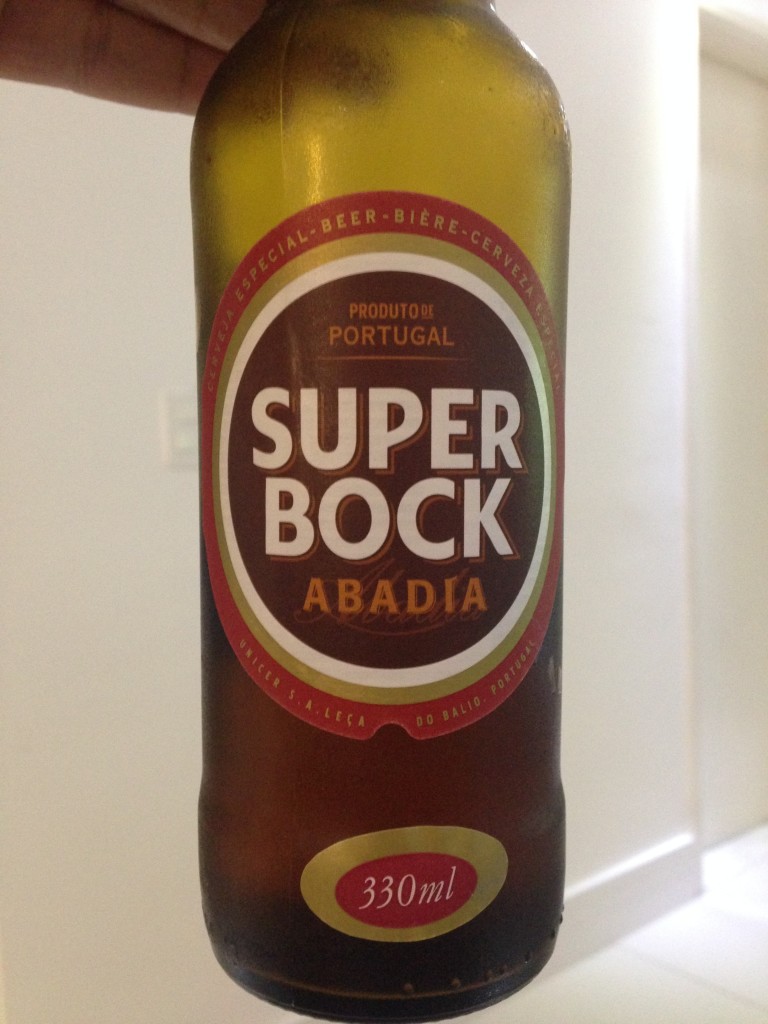 CERVEJA ESPECIAL-BEER-BIÈRE-CERVEZA ESPECIAL
PRODUTO DE
PORTUGAL
SUPER
BOCK
ABADIA
UNICER S.A. LEÇA DO BALIO. PORTUGAL
330ml